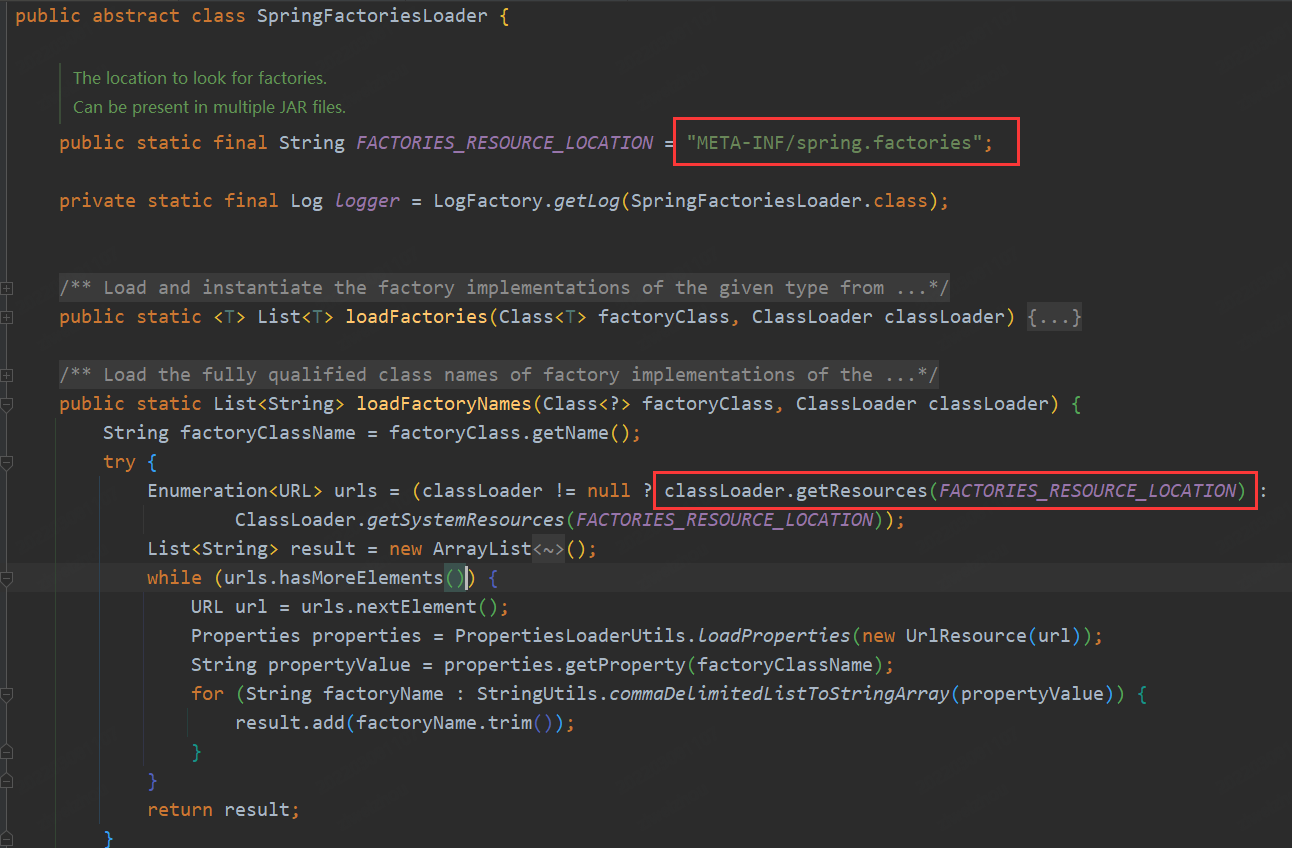 public abstract class SpringFactoriesLoader {
The location to look for factories.
Can be present in multiple JAR files.
public static final String FACTORIES_RESOURCE_LOCATION = "META-INF/spring.factories";
private static final Log logger = LogFactory.getLog(SpringFactoriesLoader.class);
/** Load and instantiate the factory implementations of the given type from ...*/
public static <T> List<T> loadFactories(Class<T> factoryClass, ClassLoader classLoader) {...}
/** Load the fully qualified class names of factory implementations of the ...*/
public static List<String> loadFactoryNames(Class<?> factoryClass, ClassLoader classLoader) {
String factoryClassName = factoryClass.getName();
try {
Enumeration<URL> urls = (classLoader != null ? classLoader.getResources(FACTORIES_RESOURCE_LOCATION) :
ClassLoader.getSystemResources(FACTORIES_RESOURCE_LOCATION));
List<String> result = new ArrayList<~>();
while (urls.hasMoreElements()) {
URL url = urls.nextElement();
Properties properties = PropertiesLoaderUtils.loadProperties(new UrlResource(url));
String propertyValue = properties.getProperty(factoryClassName);
for (String factoryName : StringUtils.commaDelimitedListToStringArray(propertyValue)) {
result.add(factoryName.trim());
}
}
return result;
}